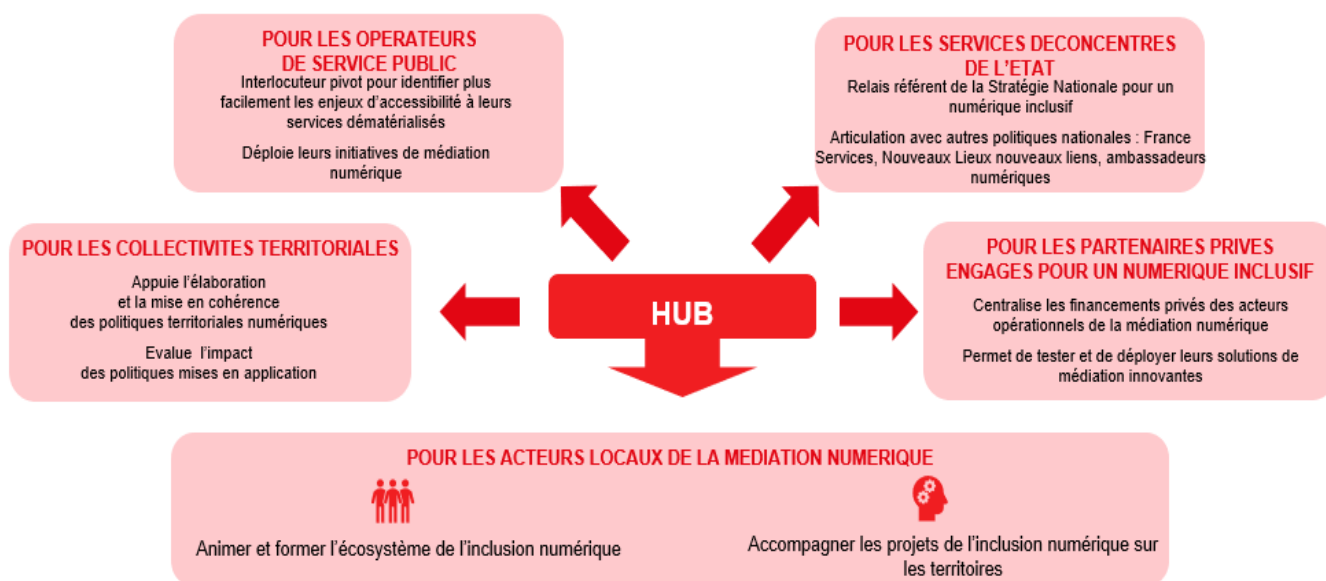 POUR LES OPERATEURS
DE SERVICE PUBLIC
Interlocuteur pivot pour identifier plus
facilement les enjeux d’accessibilité à leurs
services dématérialisés
Déploie leurs initiatives de médiation
numérique
POUR LES SERVICES DECONCENTRES
DE L’ETAT
Relais référent de la Stratégie Nationale pour un
numérique inclusif
Articulation avec autres politiques nationales : France
Services, Nouveaux Lieux nouveaux liens, ambassadeurs
numériques
POUR LES COLLECTIVITES TERRITORIALES
Appuie l’élaboration
et la mise en cohérence
des politiques territoriales numériques
Evalue l’impact
des politiques mises en application
HUB
POUR LES PARTENAIRES PRIVES
ENGAGES POUR UN NUMERIQUE INCLUSIF
Centralise les financements privés des acteurs
opérationnels de la médiation numérique
Permet de tester et de déployer leurs solutions de
médiation innovantes
POUR LES ACTEURS LOCAUX DE LA MEDIATION NUMERIQUE
Animer et former l’écosystème de l’inclusion numérique
Accompagner les projets de l’inclusion numérique sur
les territoires